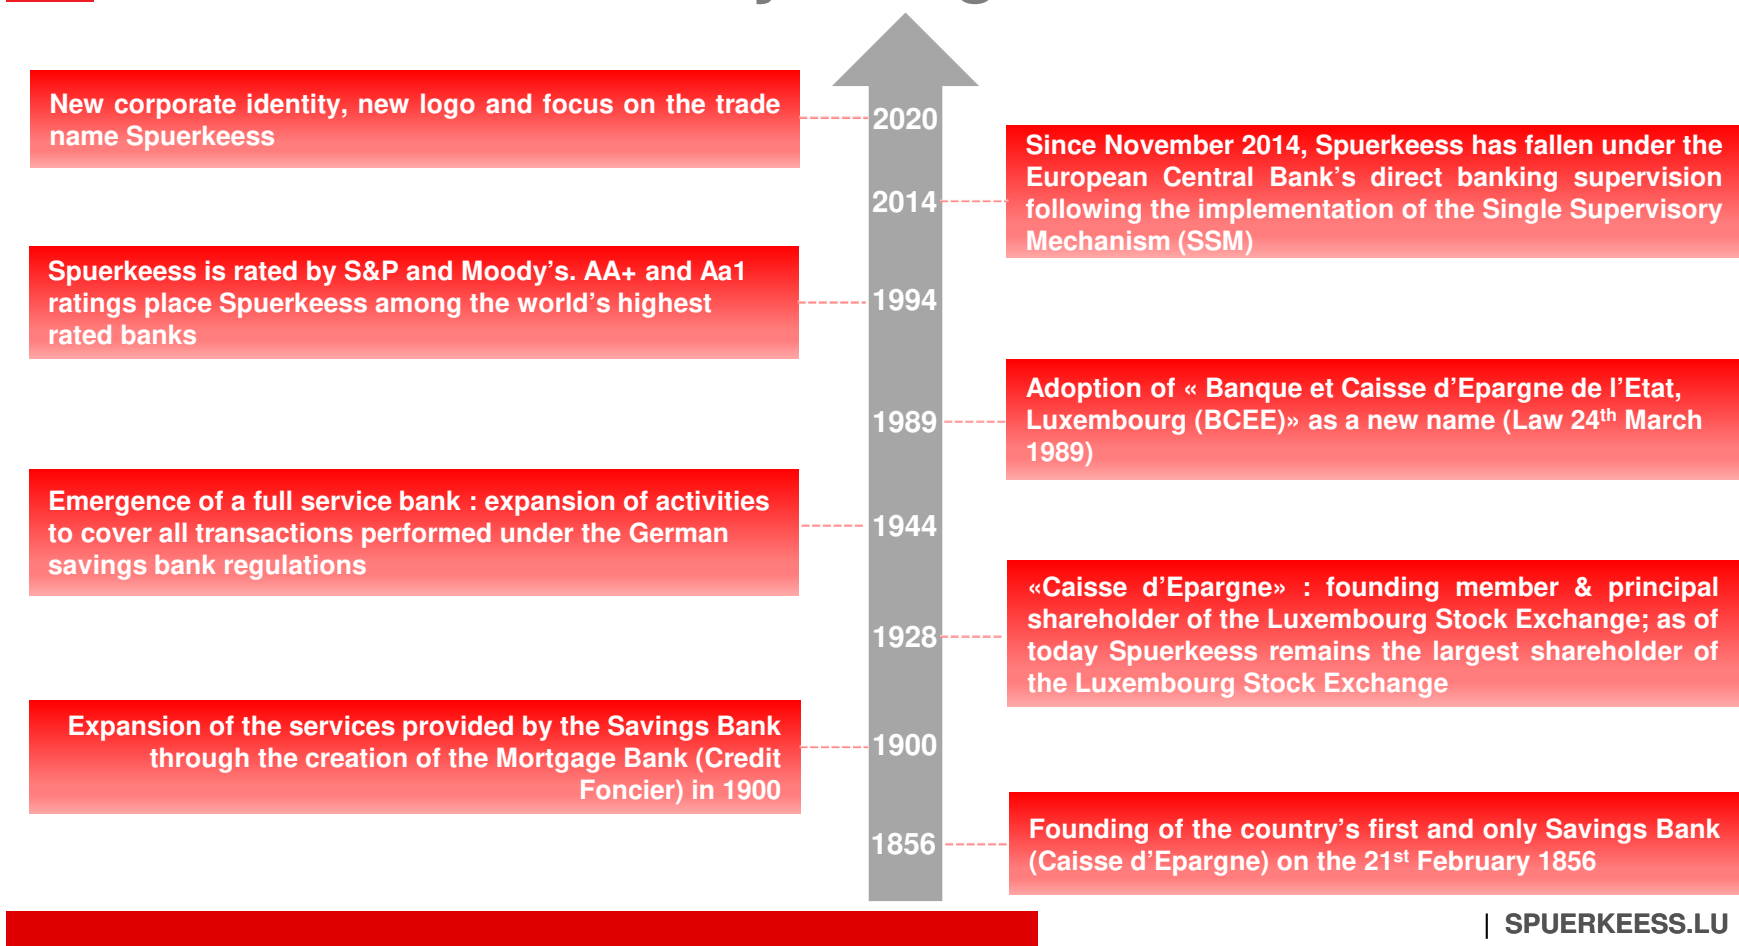 New corporate identity, new logo and focus on the trade
name Spuerkeess
2020
Since November 2014, Spuerkeess has fallen under the
European Central Bank’s direct banking supervision
following the implementation of the Single Supervisory
Mechanism (SSM)
2014
Spuerkeess is rated by S&P and Moody’s. AA+ and Aa1
ratings place Spuerkeess among the world’s highest
rated banks
1994
Adoption of « Banque et Caisse d’Epargne de l’Etat,
Luxembourg (BCEE)» as a new name (Law 24th March
1989)
1989
Emergence of a full service bank : expansion of activities
to cover all transactions performed under the German
savings bank regulations
1944
«Caisse d’Epargne» : founding member & principal
shareholder of the Luxembourg Stock Exchange; as of
today Spuerkeess remains the largest shareholder of
the Luxembourg Stock Exchange
1928
Expansion of the services provided by the Savings Bank
through the creation of the Mortgage Bank (Credit
Foncier) in 1900
1900
Founding of the country’s first and only Savings Bank
(Caisse d’Epargne) on the 21st February 1856
1856
| SPUERKEESS.LU